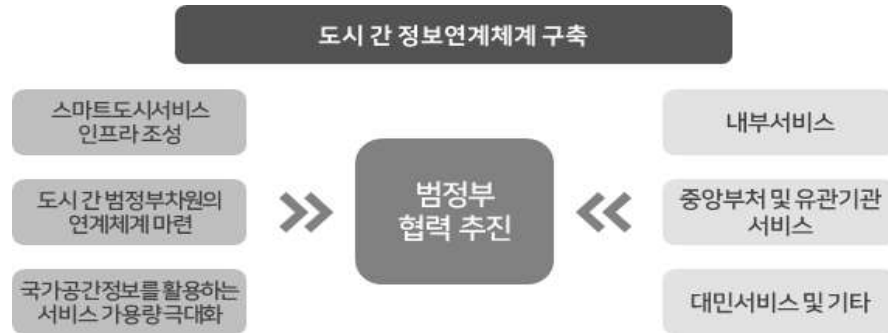 도시 간 정보연계체계 구축
스마트도시서비스
인프라 조성
도시 간 범정부차원의
연계체계 마련
국가공간정보를 활용하는
서비스 가용량 극대화
범정부
협력 추진
내부서비스
중앙부처 및 유관기관
서비스
대민서비스 및 기타